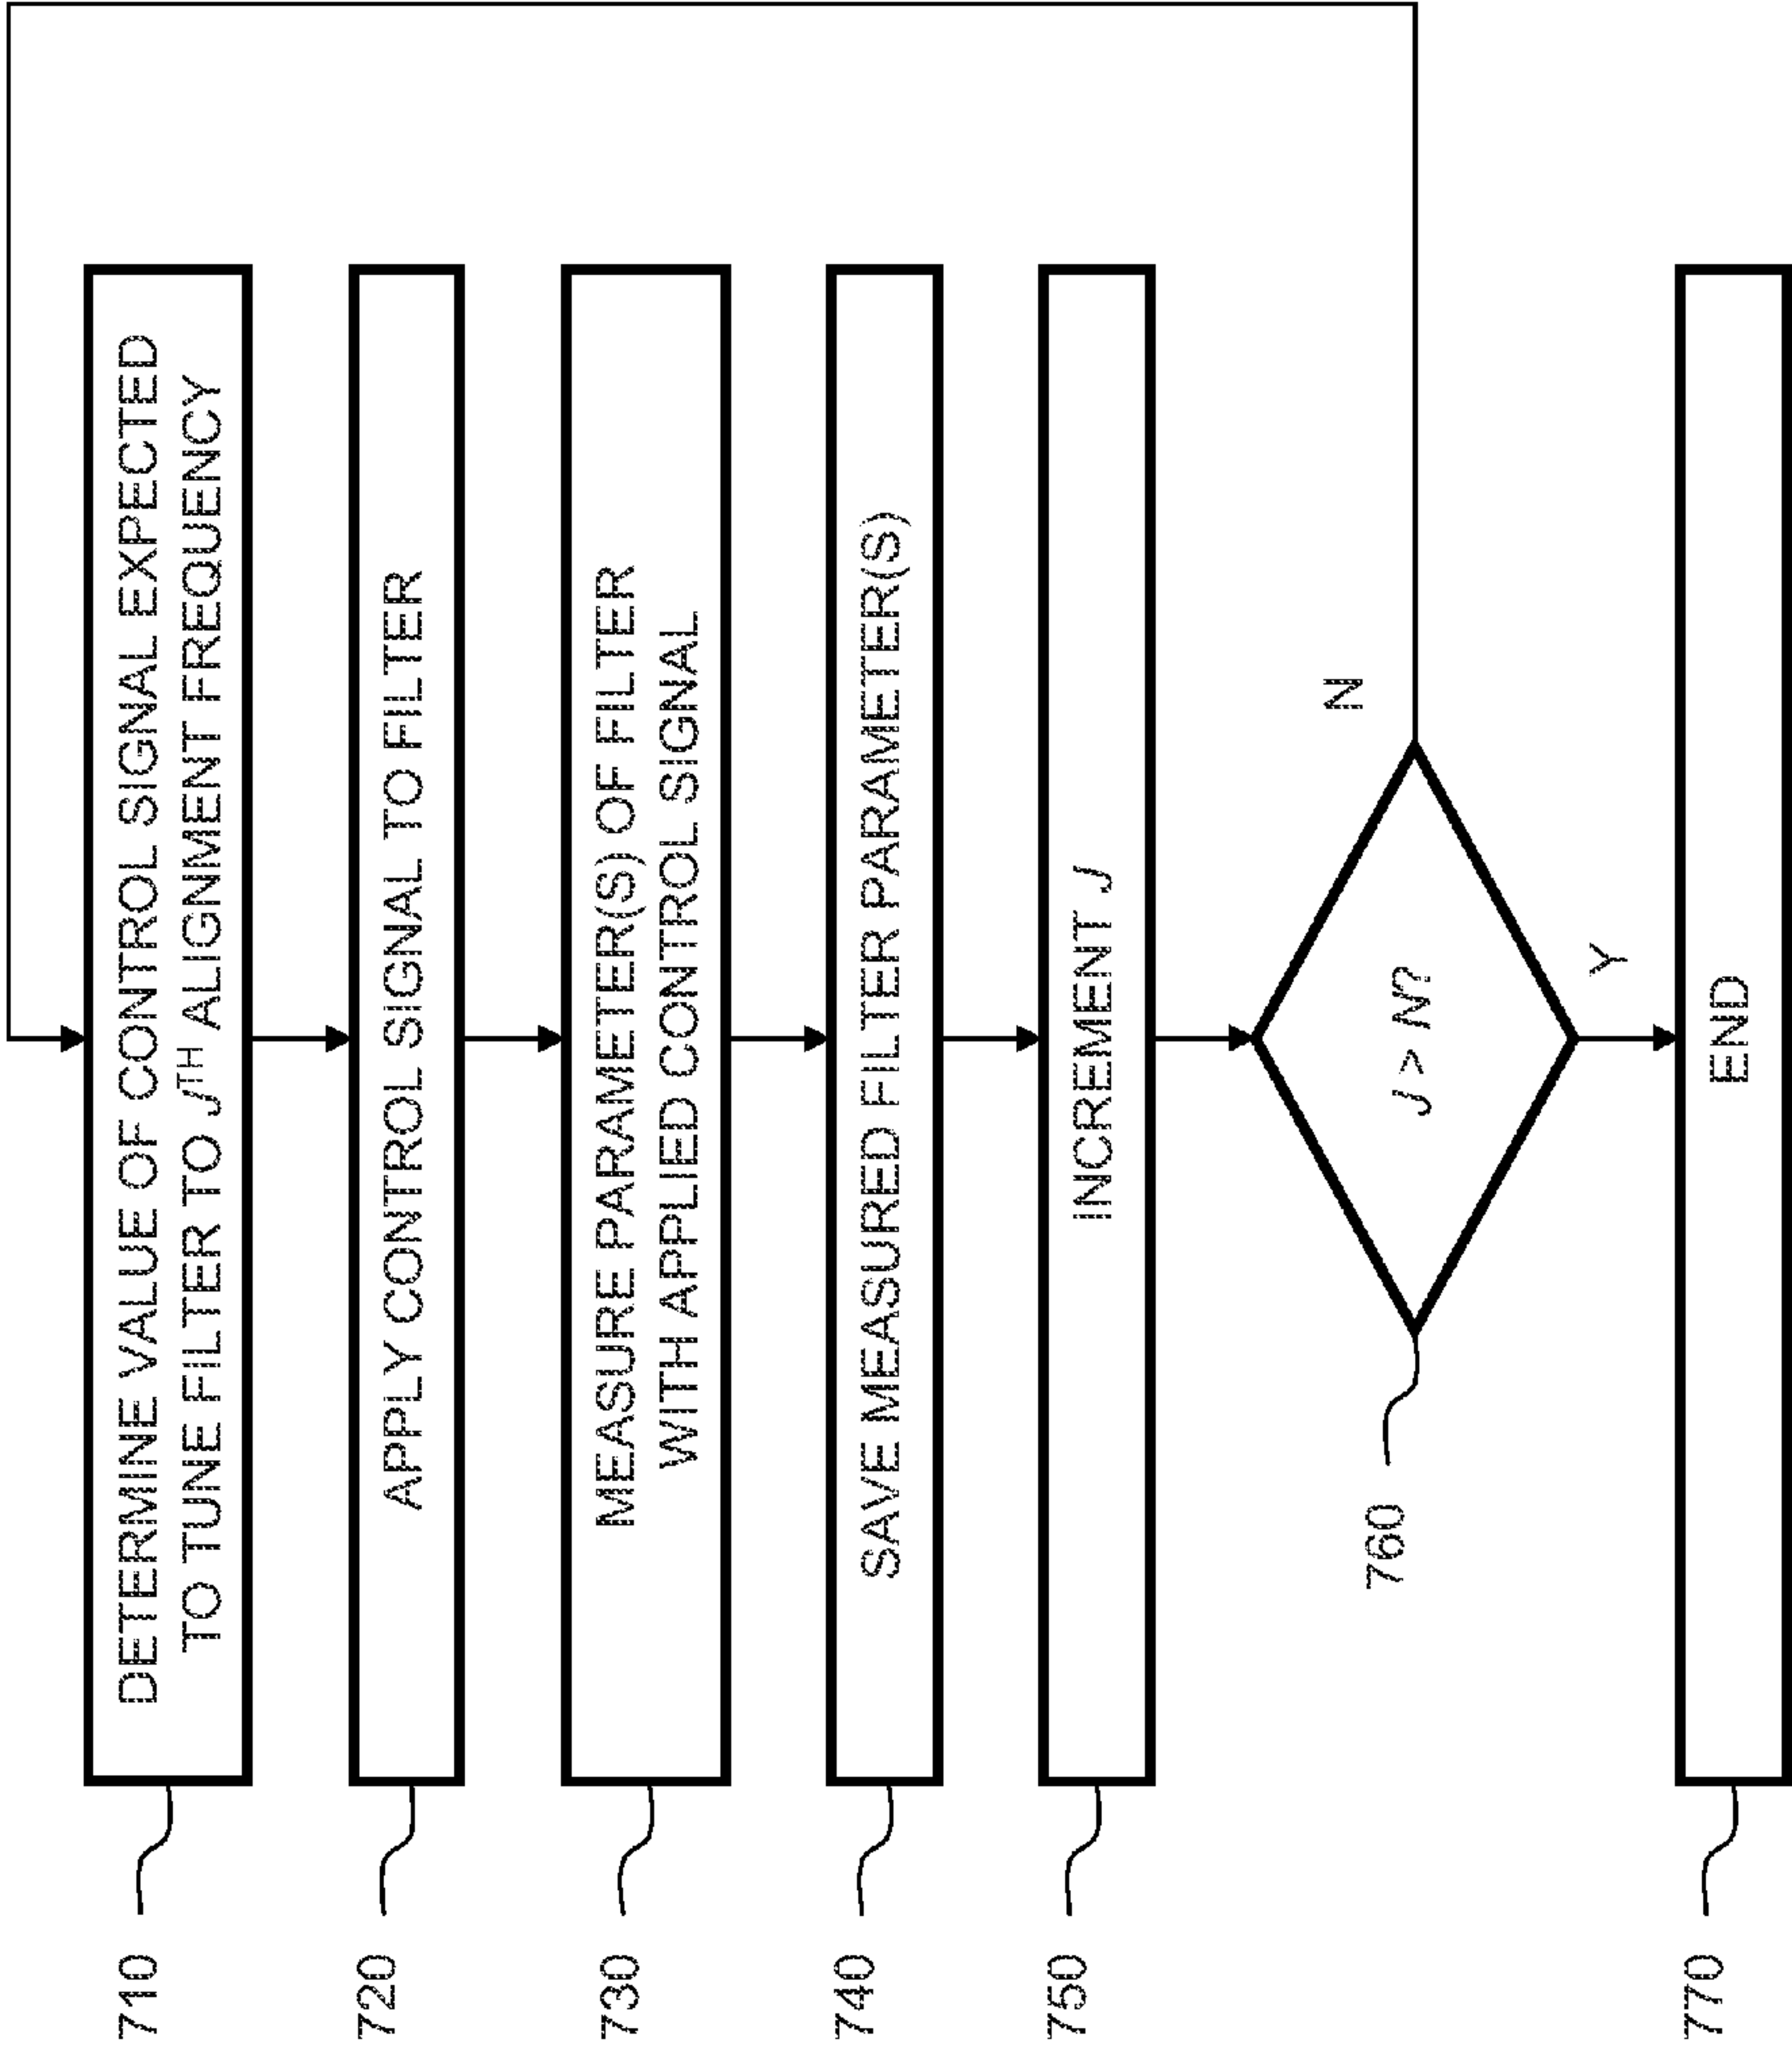 710
DETERMINE VALUE OF CONTROL SIGNAL EXPECTED
TO TUNE FILTER TO JTH ALIGNMENT FREQUENCY
720
APPLY CONTROL SIGNAL TO FILTER
730
MEASURE PARAMETER(S) OF FILTER
WITH APPLIED CONTROL SIGNAL
740
SAVE MEASURED FILTER PARAMETER(S)
750
INCREMENT J
760
J > N?
N
Y
770
END